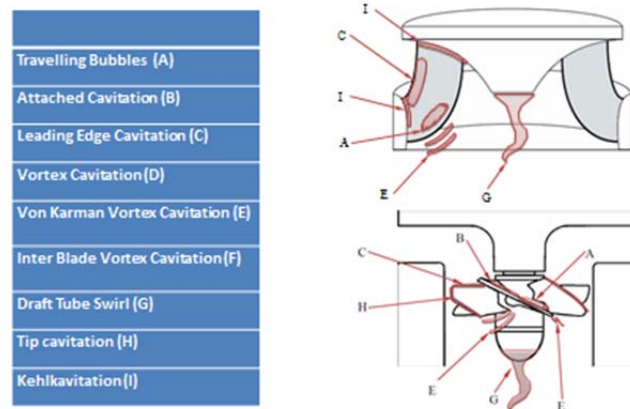 Travelling Bubbles (A)
Attached Cavitation (B)
Leading Edge Cavitation (C)
Vortex Cavitation(D)
Von Karman Vortex Cavitation (E)
Inter Blade Vortex Cavitation(F)
Draft Tube Swirl (G)
Tip cavitation (H)
Kehlkavitation (I)
I
C
I
A
E
G
B
A
C
H
E
G
E